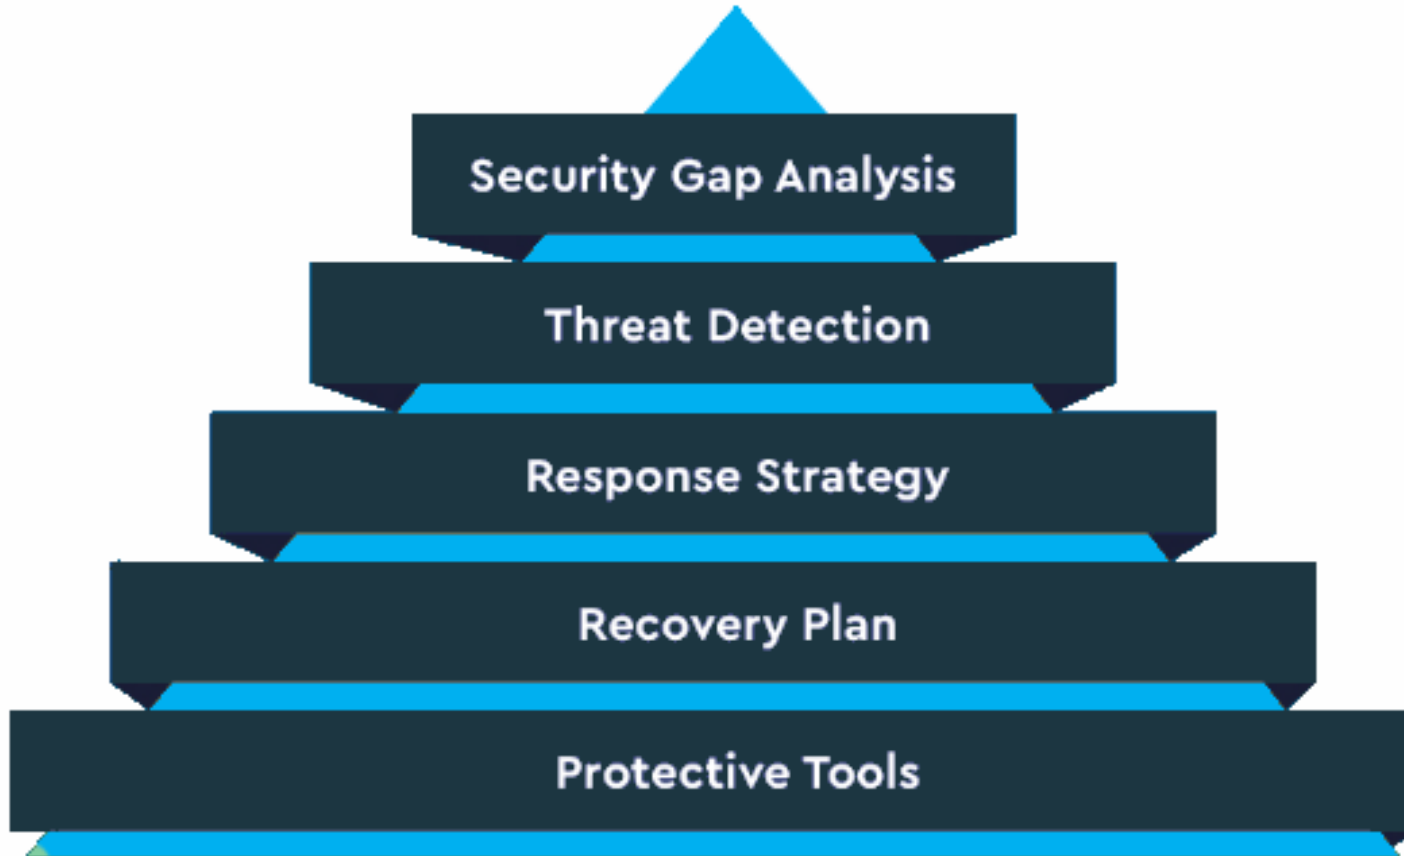 Security Gap Analysis
Threat Detection
Response Strategy
Recovery Plan
Protective Tools